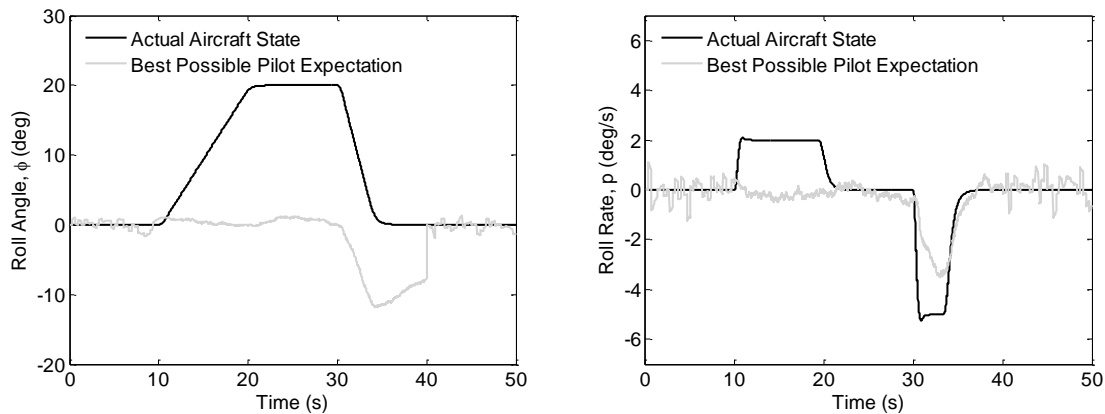 30
20
10
0
-10
-20
Roll Angle, ϕ (deg)
Actual Aircraft State
Best Possible Pilot Expectation
0 10 20 30 40 50
Time (s)
6
4
2
0
-2
-4
-6
Roll Rate, p (deg/s)
Actual Aircraft State
Best Possible Pilot Expectation
0 10 20 30 40 50
Time (s)